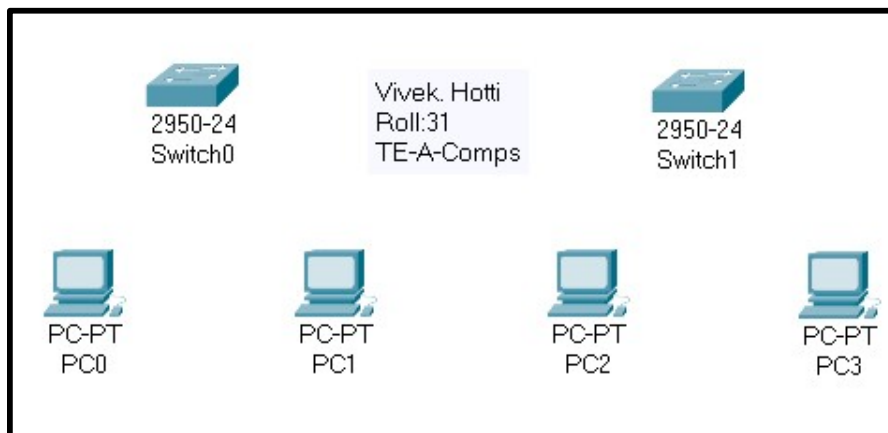 2950-24
Switch0
Vivek. Hotti
Roll:31
TE-A-Comps
2950-24
Switch1
PC-PT
PC0
PC-PT
PC1
PC-PT
PC2
PC-PT
PC3